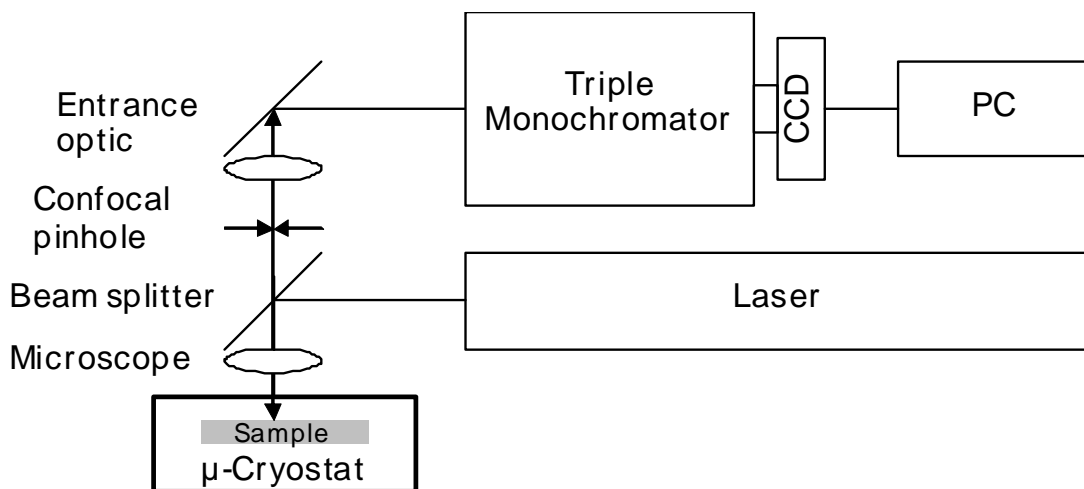 Entrance
optic
Triple
Monochromator
CCD
PC
Confocal
pinhole
Beam splitter
Laser
Microscope
Sample
µ-Cryostat